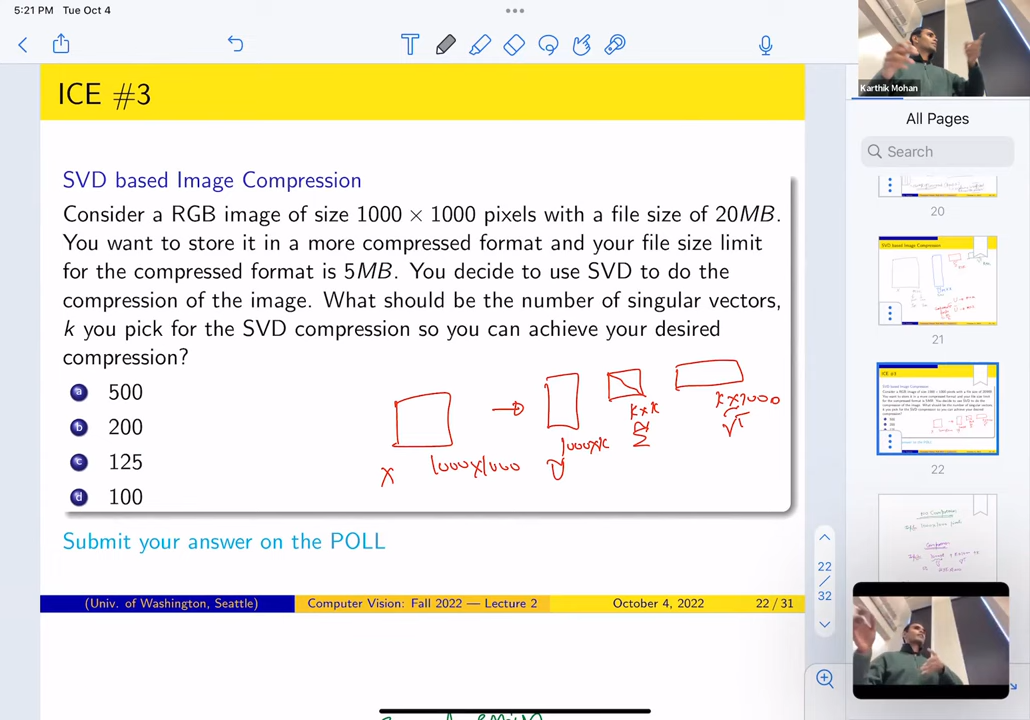 5:21 PM Tue Oct 4
Karthik Mohan
All Pages
Search
20
21
22
ICE #3
SVD based Image Compression
Consider a RGB image of size 1000 × 1000 pixels with a file size of 20MB.
You want to store it in a more compressed format and your file size limit
for the compressed format is 5MB. You decide to use SVD to do the
compression of the image. What should be the number of singular vectors,
k you pick for the SVD compression so you can achieve your desired
compression?
a 500
b 200
c 125
d 100
X 1000x1000
1000xk
k x k
k x 1000
Submit your answer on the POLL
(Univ. of Washington, Seattle) Computer Vision: Fall 2022 — Lecture 2 October 4, 2022 22 / 31
22
/
32